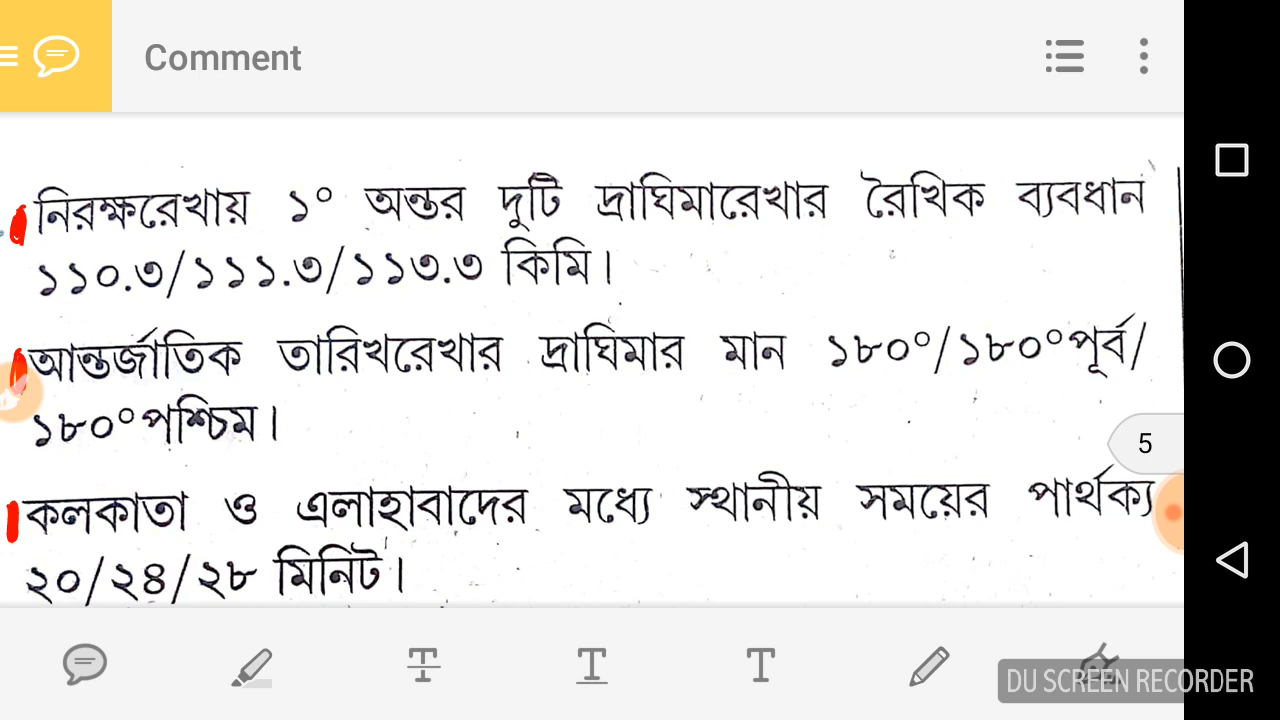 Comment
নিরক্ষরেখায় ১° অন্তর দুটি দ্রাঘিমারেখার রৈখিক ব্যবধান
১১০.৩/১১১.৩/১১৩.৩ কিমি।
আন্তর্জাতিক তারিখরেখার দ্রাঘিমার মান ১৮০°/১৮০°পূর্ব/
১৮০°পশ্চিম।
5
কলকাতা ও এলাহাবাদের মধ্যে স্থানীয় সময়ের পার্থক্য
২০/২৪/২৮ মিনিট।
T T T
DU SCREEN RECORDER